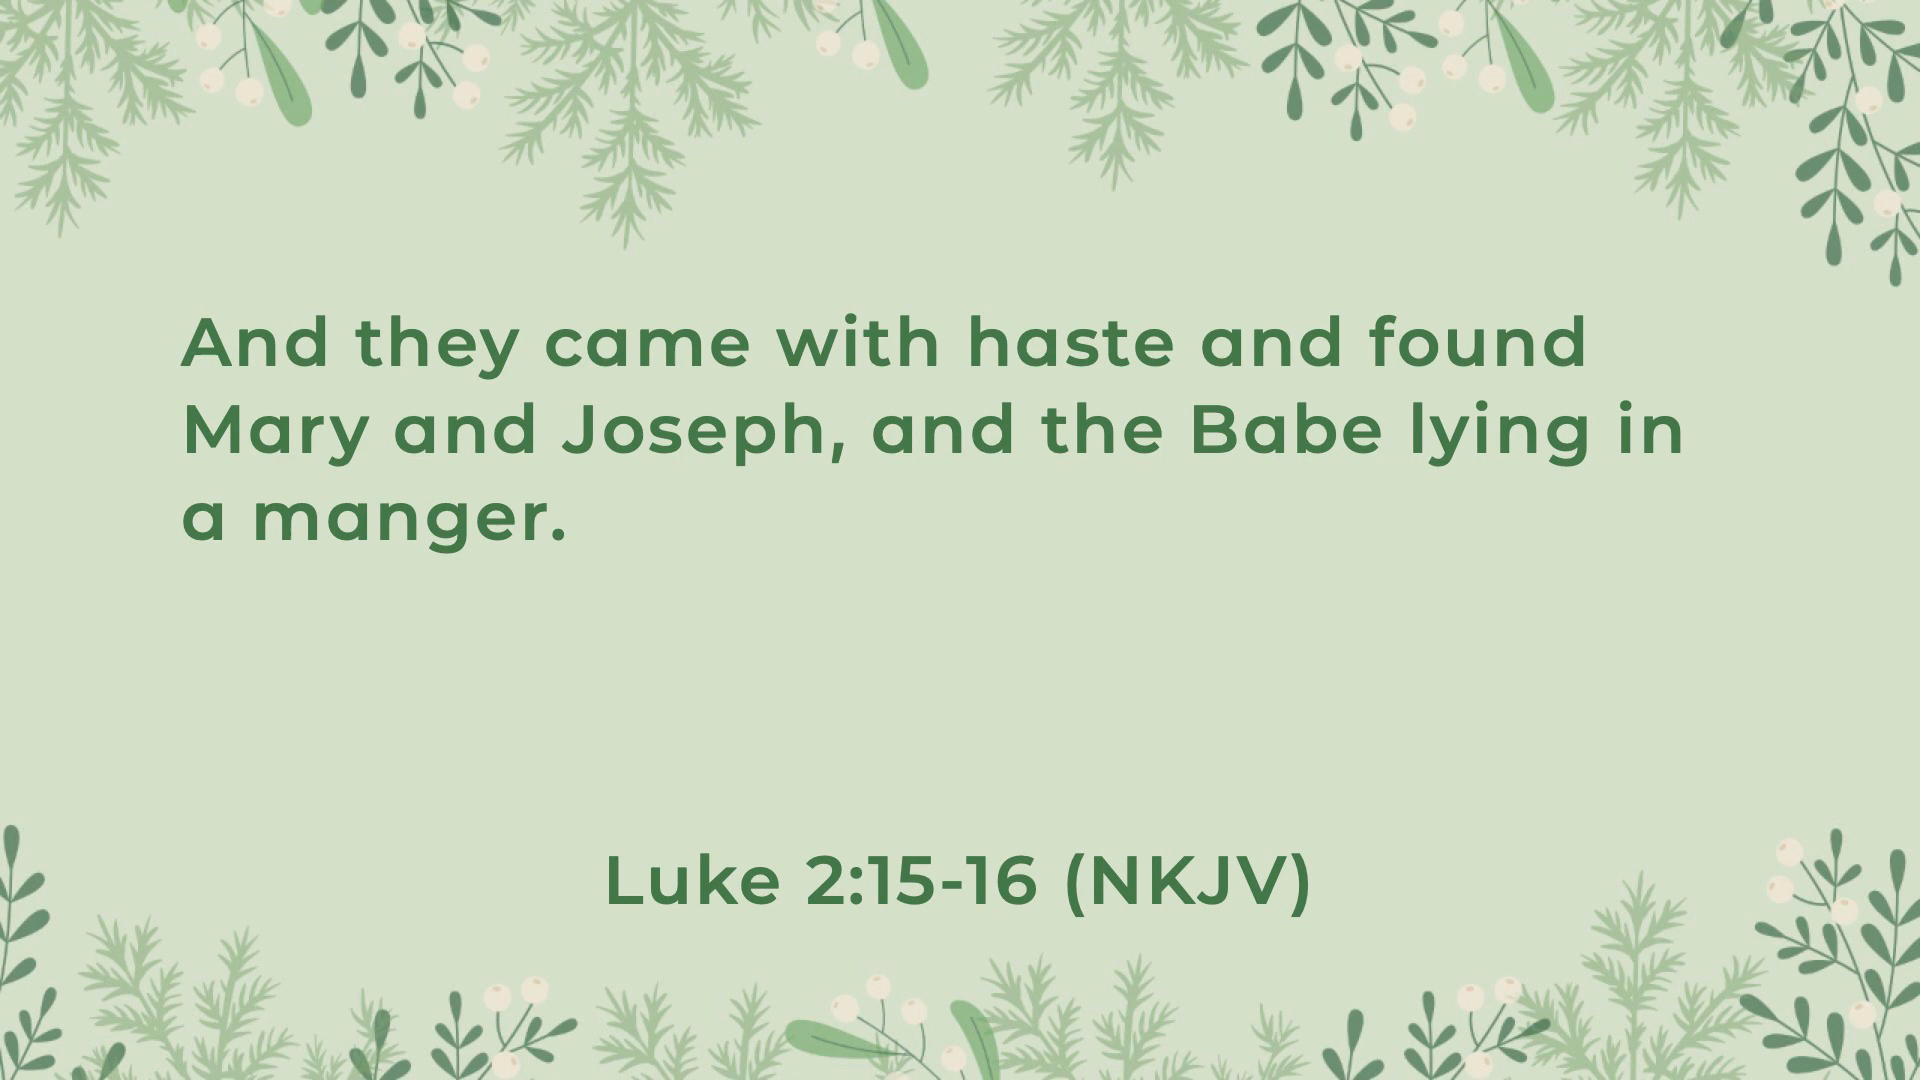 And they came with haste and found
Mary and Joseph, and the Babe lying in
a manger.
Luke 2:15-16 (NKJV)